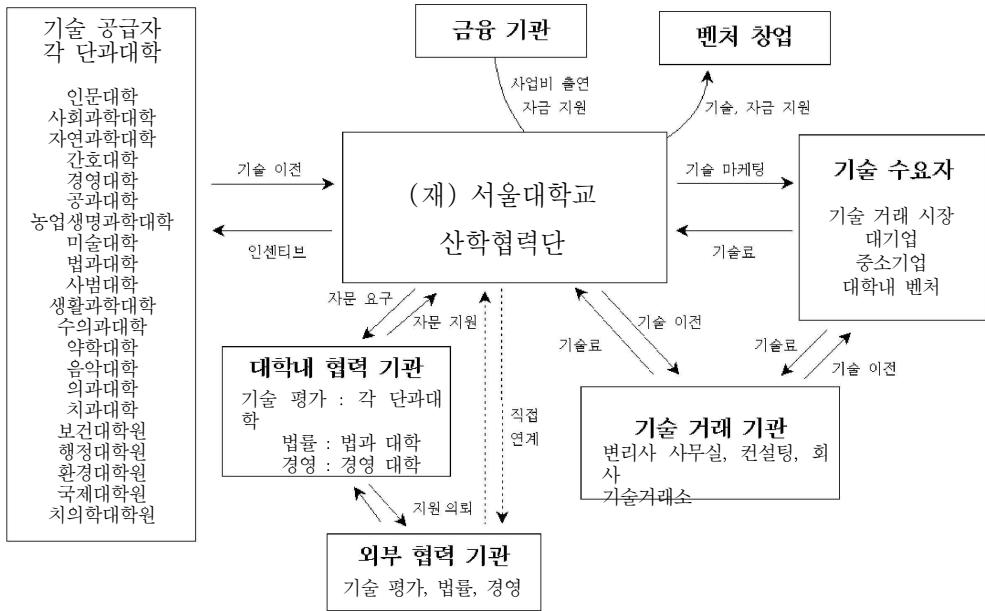 기술 공급자
각 단과대학
인문대학
사회과학대학
자연과학대학
간호대학
경영대학
공과대학
농업생명과학대학
미술대학
법과대학
사범대학
생활과학대학
수의과대학
약학대학
음악대학
의과대학
치과대학
보건대학원
행정대학원
환경대학원
국제대학원
치의학대학원
금융 기관
벤처 창업
사업비 출연
자금 지원
기술, 자금 지원
기술 이전
인센티브
(재) 서울대학교
산학협력단
기술 마케팅
기술료
기술 수요자
기술 거래 시장
대기업
중소기업
대학내 벤처
자문 요구
자문 지원
기술 이전
기술료
기술료
기술 이전
대학내 협력 기관
기술 평가 : 각 단과대
학
법률 : 법과 대학
경영 : 경영 대학
직접
연계
기술 거래 기관
변리사 사무실, 컨설팅, 회
사
기술거래소
지원 의뢰
외부 협력 기관
기술 평가, 법률, 경영